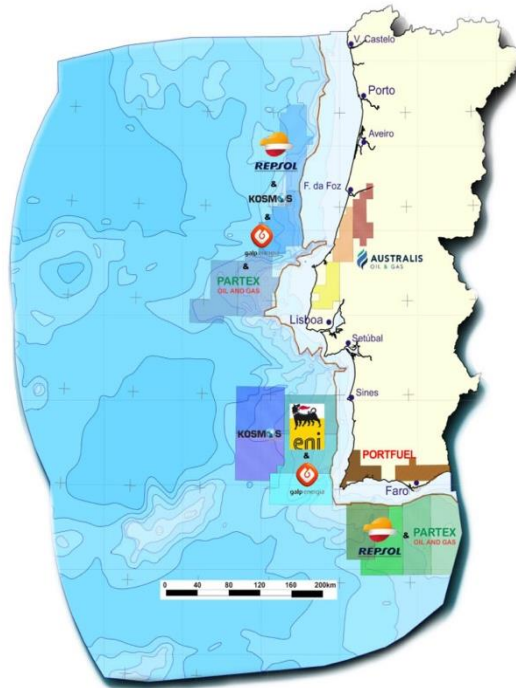 V. Castelo
Porto
Aveiro
REPSOL
&
KOSMOS
&
galp energia
&
PARTEX
OIL AND GAS
F. da Foz
AUSTRALIS
OIL & GAS
Lisboa
Setúbal
Sines
KOSMOS
eni
&
galp energia
PORTFUEL
Faro
REPSOL
&
PARTEX
OIL AND GAS
0 40 80 120 160 200km